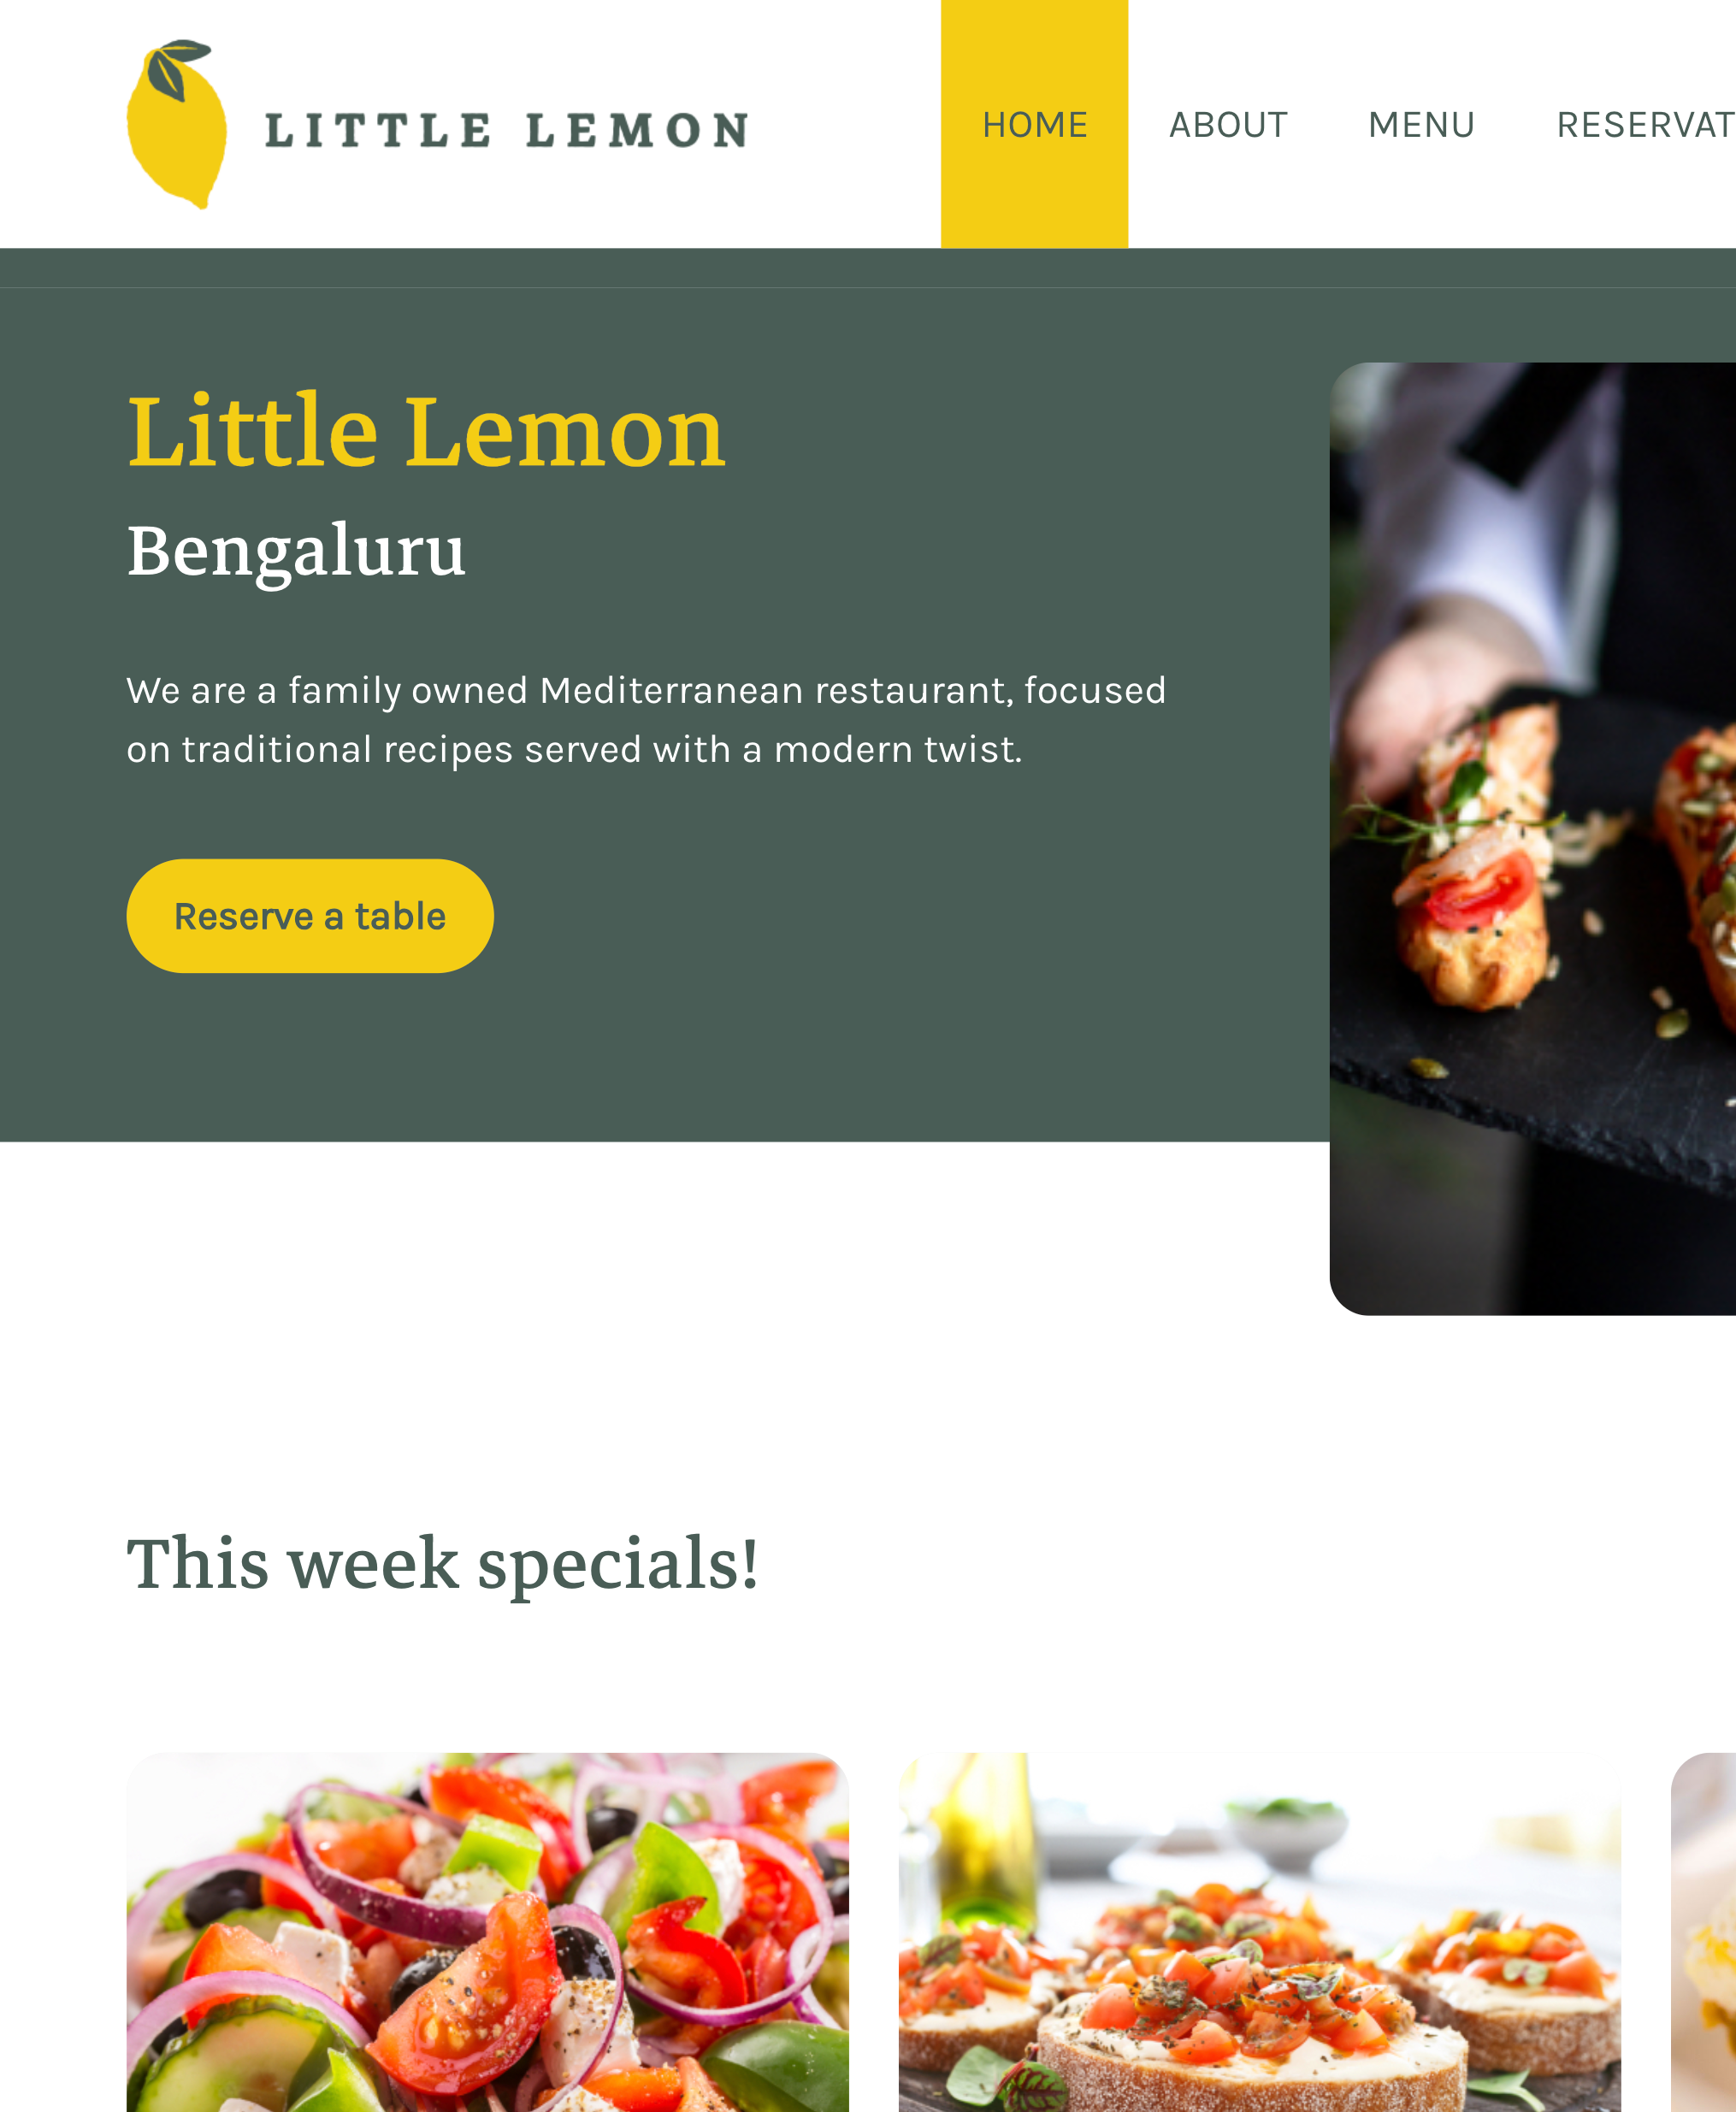 LITTLE LEMON
HOME ABOUT MENU RESERVAT
Little Lemon
Bengaluru
We are a family owned Mediterranean restaurant, focused
on traditional recipes served with a modern twist.
Reserve a table
This week specials!